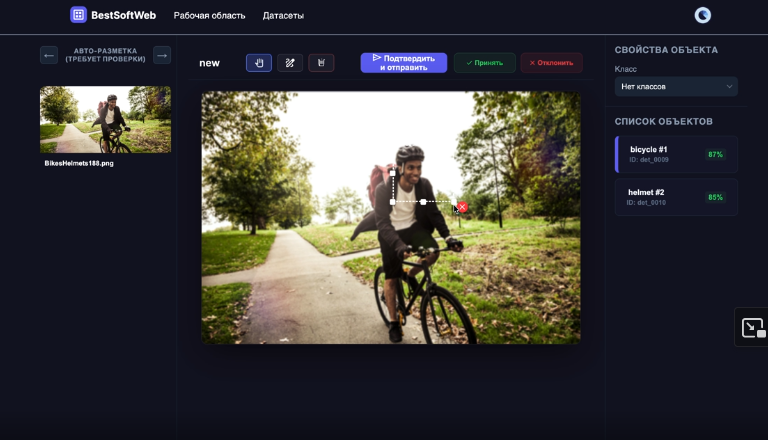 BestSoftWeb
Рабочая область
Датасеты
АВТО-РАЗМЕТКА
(ТРЕБУЕТ ПРОВЕРКИ)
BikesHelmets188.png
new
Подтвердить
и отправить
Принять
Отклонить
СВОЙСТВА ОБЪЕКТА
Класс
Нет классов
СПИСОК ОБЪЕКТОВ
bicycle #1
ID: det_0009
87%
helmet #2
ID: det_0010
85%